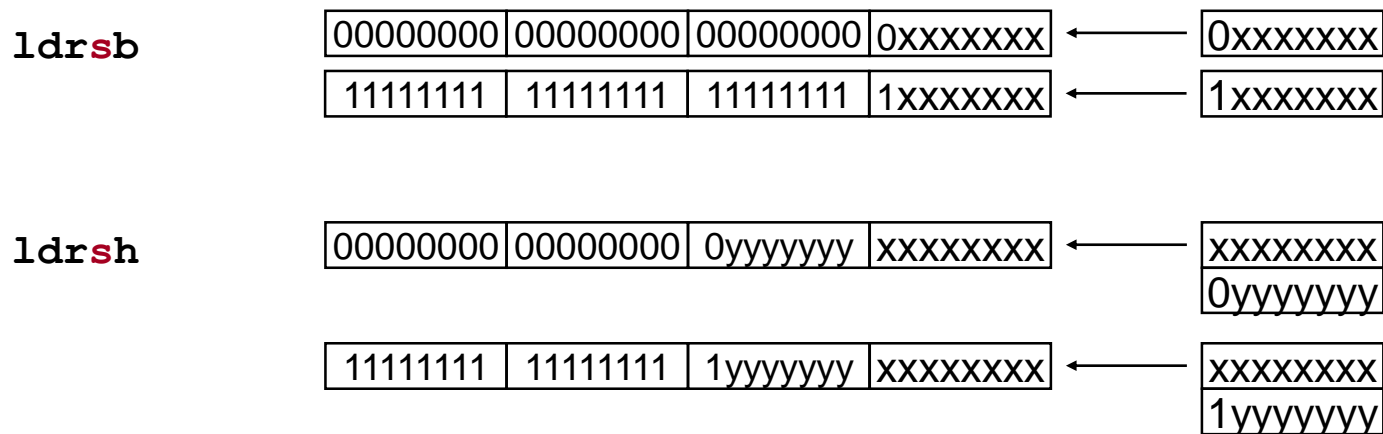 ldrsb 00000000 00000000 00000000 0xxxxxxx 0xxxxxxx
11111111 11111111 11111111 1xxxxxxx 1xxxxxxx
ldrsh 00000000 00000000 0yyyyyyy xxxxxxxx xxxxxxxx
0yyyyyyy
11111111 11111111 1yyyyyyy xxxxxxxx xxxxxxxx
1yyyyyyy